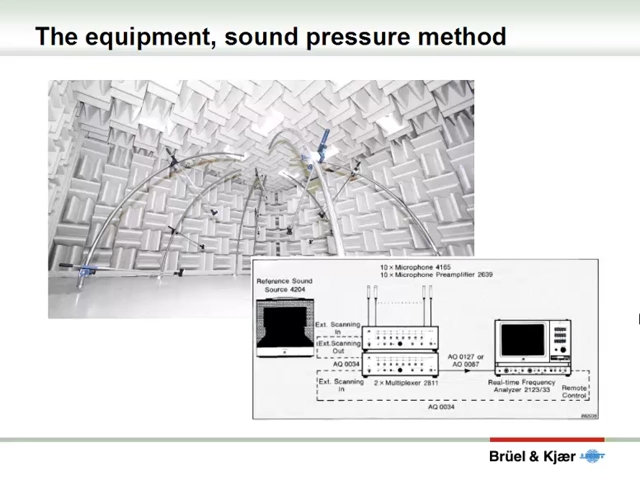 The equipment, sound pressure method
10 × Microphone 4165
10 × Microphone Preamplifier 2639
Reference Sound
Source 4204
Ext. Scanning
In
Ext.Scanning
Out
AO 0034
Ext. Scanning
in
2 × Multiplexer 2811
AO 0127 or
AO 0087
Real-time Frequency
Analyzer 2123/33
Remote
Control
AO 0034
Brüel & Kjær